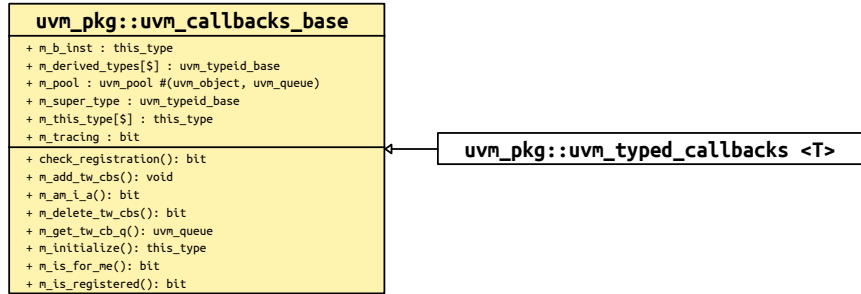 uvm_pkg::uvm_callbacks_base
+ m_b_inst : this_type
+ m_derived_types[$] : uvm_typeid_base
+ m_pool : uvm_pool #(uvm_object, uvm_queue)
+ m_super_type : uvm_typeid_base
+ m_this_type[$] : this_type
+ m_tracing : bit
+ check_registration(): bit
+ m_add_tw_cbs(): void
+ m_am_i_a(): bit
+ m_delete_tw_cbs(): bit
+ m_get_tw_cb_q(): uvm_queue
+ m_initialize(): this_type
+ m_is_for_me(): bit
+ m_is_registered(): bit
uvm_pkg::uvm_typed_callbacks <T>